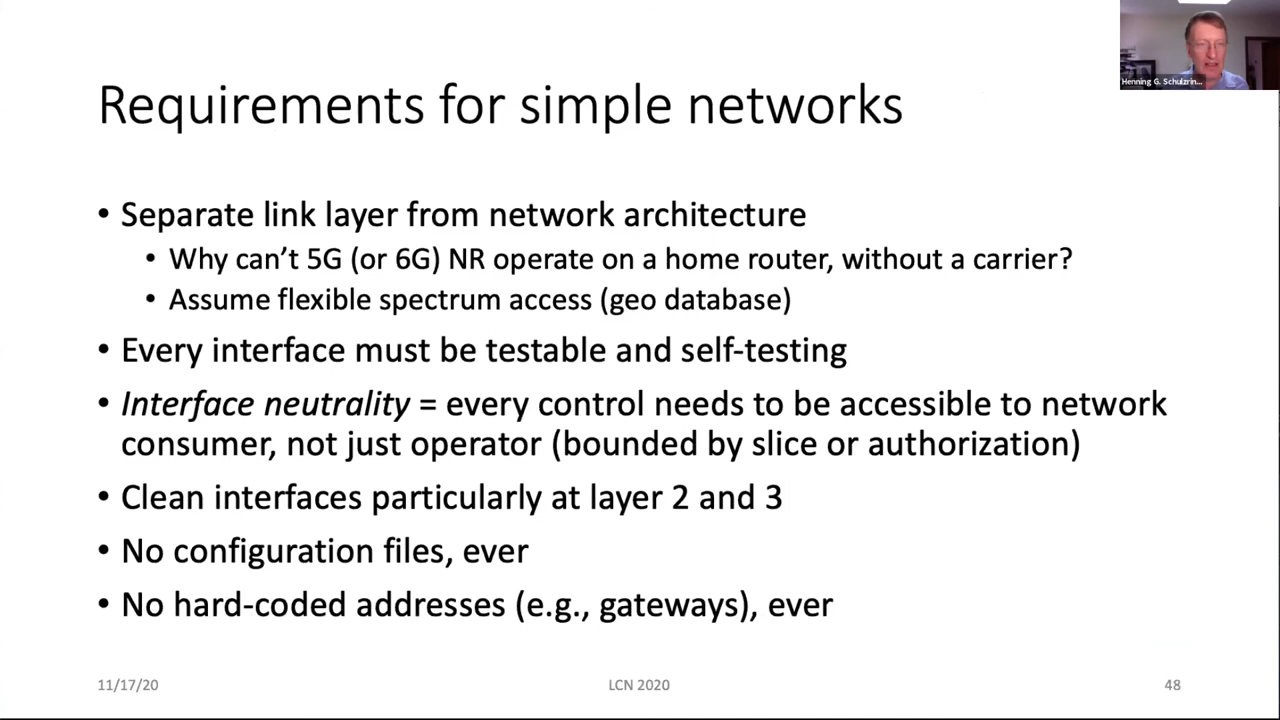 Henning G. Schulzrin...
Requirements for simple networks
• Separate link layer from network architecture
• Why can’t 5G (or 6G) NR operate on a home router, without a carrier?
• Assume flexible spectrum access (geo database)
• Every interface must be testable and self-testing
• Interface neutrality = every control needs to be accessible to network
consumer, not just operator (bounded by slice or authorization)
• Clean interfaces particularly at layer 2 and 3
• No configuration files, ever
• No hard-coded addresses (e.g., gateways), ever
11/17/20
LCN 2020
48